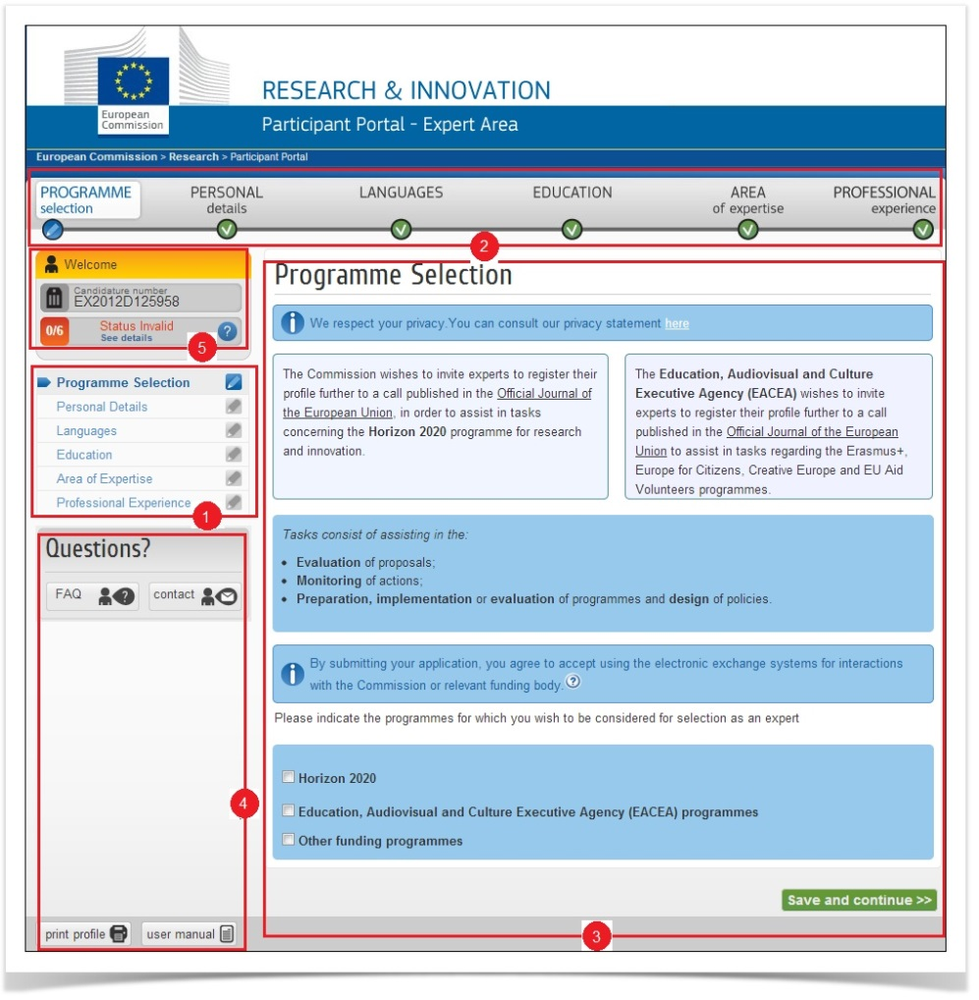 European
Commission
RESEARCH & INNOVATION
Participant Portal - Expert Area
European Commission > Research > Participant Portal
PROGRAMME
selection
PERSONAL
details
LANGUAGES
EDUCATION
AREA
of expertise
PROFESSIONAL
experience
2
Welcome
Candidature number
EX2012D125958
0/6
Status Invalid
See details
?
5
Programme Selection
Personal Details
Languages
Education
Area of Expertise
Professional Experience
1
Questions?
FAQ
?
contact
4
print profile
user manual
Programme Selection
i We respect your privacy.You can consult our privacy statement here
The Commission wishes to invite experts to register their
profile further to a call published in the Official Journal of
the European Union, in order to assist in tasks
concerning the Horizon 2020 programme for research
and innovation.
The Education, Audiovisual and Culture
Executive Agency (EACEA) wishes to invite
experts to register their profile further to a call
published in the Official Journal of the European
Union to assist in tasks regarding the Erasmus+,
Europe for Citizens, Creative Europe and EU Aid
Volunteers programmes.
Tasks consist of assisting in the:
• Evaluation of proposals;
• Monitoring of actions;
• Preparation, implementation or evaluation of programmes and design of policies.
i By submitting your application, you agree to accept using the electronic exchange systems for interactions
with the Commission or relevant funding body. ?
Please indicate the programmes for which you wish to be considered for selection as an expert
Horizon 2020
Education, Audiovisual and Culture Executive Agency (EACEA) programmes
Other funding programmes
Save and continue >>
3